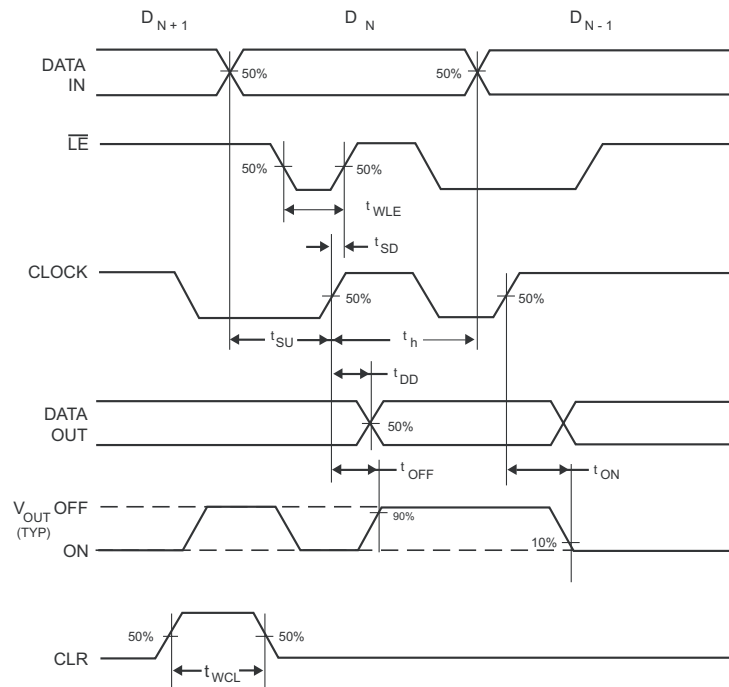 D N + 1 D N D N - 1
DATA IN 50% 50%
LE 50% 50%
t WLE
t SD
CLOCK 50% 50%
t SU t h
t DD
DATA OUT 50%
t OFF t ON
V OUT OFF (TYP) 90%
ON 10%
CLR 50% 50%
t WCL